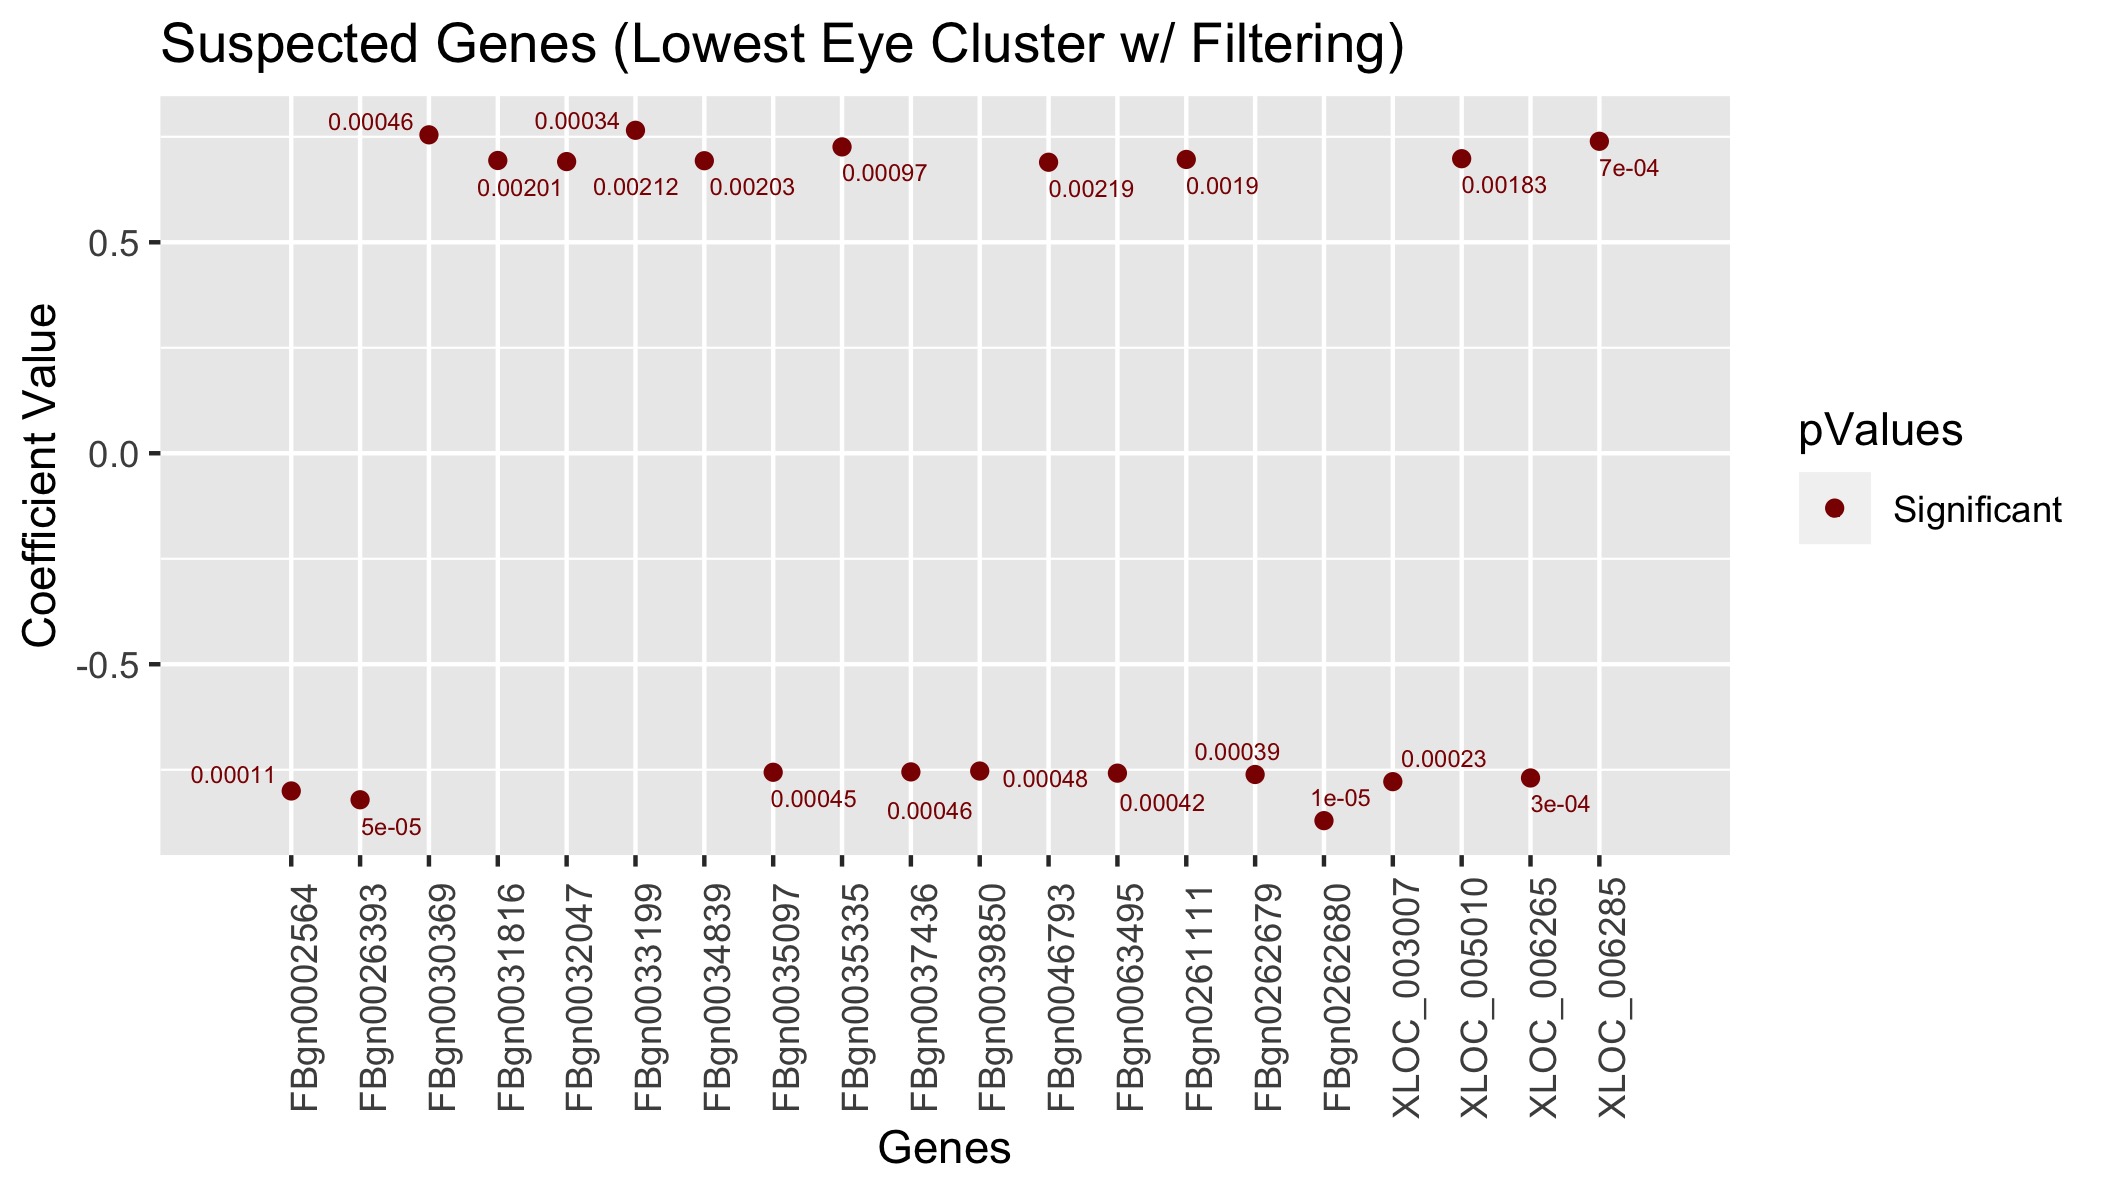 Suspected Genes (Lowest Eye Cluster w/ Filtering)
0.00046
0.00034
0.00201
0.00212
0.00203
0.00097
0.00219
0.0019
0.00183
7e-04
0.5
0.0
-0.5
Coefficient Value
0.00011
5e-05
0.00045
0.00046
0.00048
0.00042
0.00039
1e-05
0.00023
3e-04
FBgn0002564
FBgn0026393
FBgn0030369
FBgn0031816
FBgn0032047
FBgn0033199
FBgn0034839
FBgn0035097
FBgn0035335
FBgn0037436
FBgn0039850
FBgn0046793
FBgn0063495
FBgn0261111
FBgn0262679
FBgn0262680
XLOC_003007
XLOC_005010
XLOC_006265
XLOC_006285
Genes
pValues
Significant